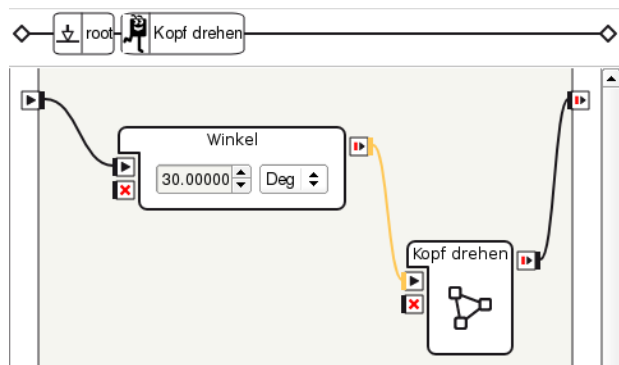 root
Kopf drehen
Winkel
30.00000
Deg
Kopf drehen